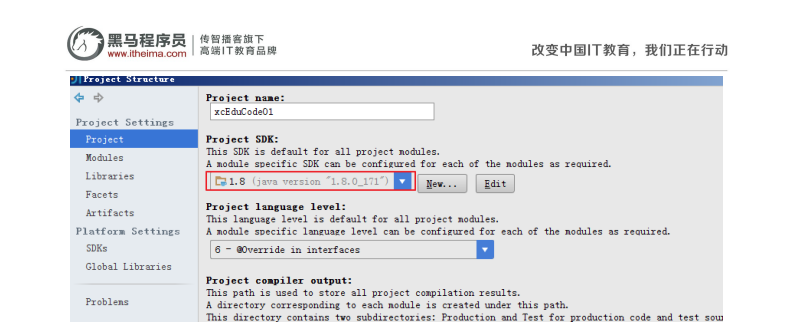 黑马程序员
www.itheima.com
传智播客旗下
高端IT教育品牌
改变中国IT教育，我们正在行动
Project Structure
Project Settings
Project
Modules
Libraries
Facets
Artifacts
Platform Settings
SDKs
Global Libraries
Problems
Project name:
xcEduCode01
Project SDK:
This SDK is default for all project modules.
A module specific SDK can be configured for each of the modules as required.
1.8 (java version "1.8.0_171")
New...
Edit
Project language level:
This language level is default for all project modules.
A module specific language level can be configured for each of the modules as required.
6 - @Override in interfaces
Project compiler output:
This path is used to store all project compilation results.
A directory corresponding to each module is created under this path.
This directory contains two subdirectories: Production and Test for production code and test